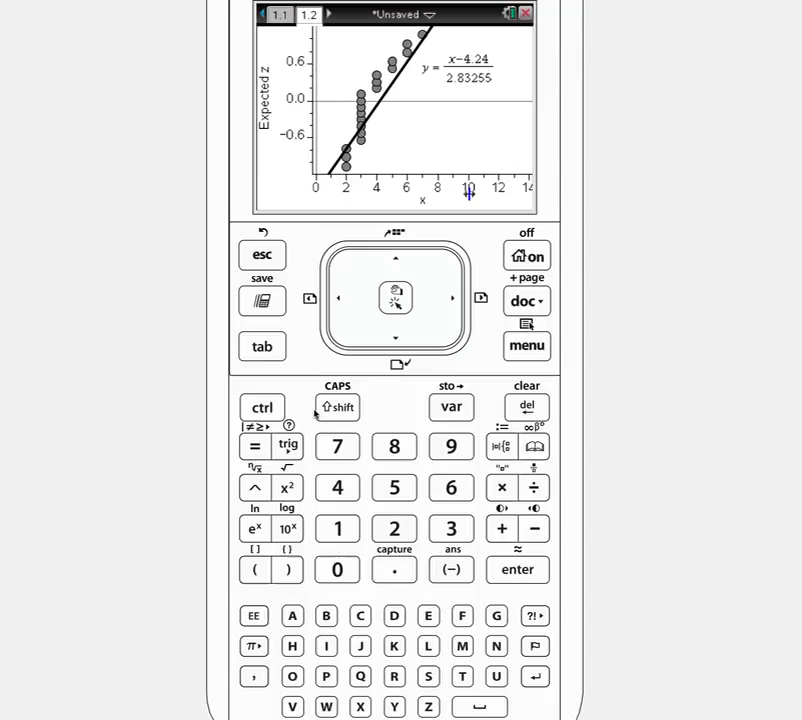 1.1 1.2 *Unsaved
Expected z
0.6
0.0
-0.6
y = x-4.24
2.83255
0 2 4 6 8 10 12 14
x
off
esc on
save + page
doc
tab menu
CAPS sto→ clear
ctrl ⇧shift var del
|≠≥▸ ? := ∞β°
= trig 7 8 9
ⁿ√x √ "▫"
^ x² 4 5 6 × ÷
ln log
eˣ 10ˣ 1 2 3 + −
[ ] { } capture ans ≈
( ) 0 . (−) enter
EE A B C D E F G ?!▸
π▸ H I J K L M N
, O P Q R S T U ↵
V W X Y Z